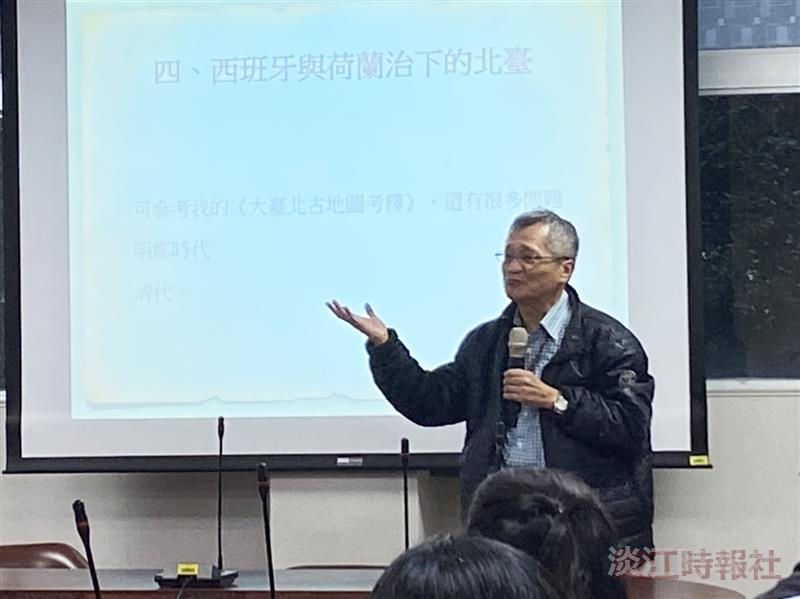 四、西班牙與荷蘭治下的北臺
可參考我的《大臺北古地圖考釋》，還有很多問題
明鄭時代
清代。
淡江時報社